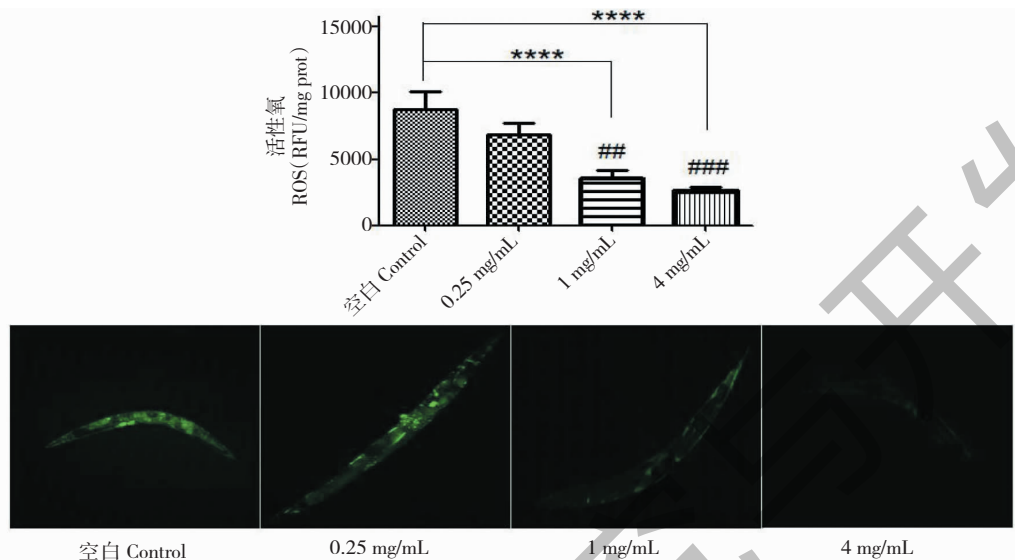 ****
15000
****
10000
活性氧
ROS(RFU/mg prot)
##
5000
###
0
空白 Control
0.25 mg/mL
1 mg/mL
4 mg/mL
空白 Control
0.25 mg/mL
1 mg/mL
4 mg/mL